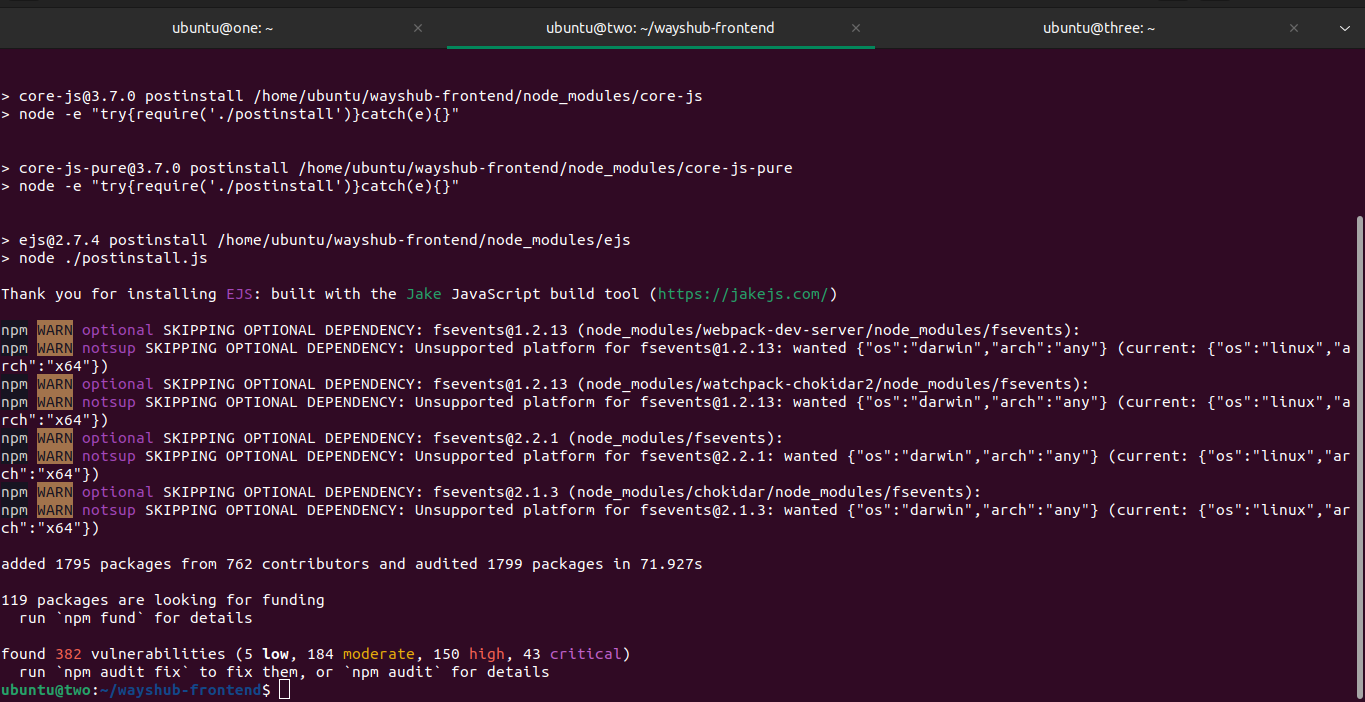 ubuntu@one: ~
ubuntu@two: ~/wayshub-frontend
ubuntu@three: ~
> core-js@3.7.0 postinstall /home/ubuntu/wayshub-frontend/node_modules/core-js
> node -e "try{require('./postinstall')}catch(e){}"
> core-js-pure@3.7.0 postinstall /home/ubuntu/wayshub-frontend/node_modules/core-js-pure
> node -e "try{require('./postinstall')}catch(e){}"
> ejs@2.7.4 postinstall /home/ubuntu/wayshub-frontend/node_modules/ejs
> node ./postinstall.js
Thank you for installing EJS: built with the Jake JavaScript build tool (https://jakejs.com/)
npm WARN optional SKIPPING OPTIONAL DEPENDENCY: fsevents@1.2.13 (node_modules/webpack-dev-server/node_modules/fsevents):
npm WARN notsup SKIPPING OPTIONAL DEPENDENCY: Unsupported platform for fsevents@1.2.13: wanted {"os":"darwin","arch":"any"} (current: {"os":"linux","a
rch":"x64"})
npm WARN optional SKIPPING OPTIONAL DEPENDENCY: fsevents@1.2.13 (node_modules/watchpack-chokidar2/node_modules/fsevents):
npm WARN notsup SKIPPING OPTIONAL DEPENDENCY: Unsupported platform for fsevents@1.2.13: wanted {"os":"darwin","arch":"any"} (current: {"os":"linux","a
rch":"x64"})
npm WARN optional SKIPPING OPTIONAL DEPENDENCY: fsevents@2.2.1 (node_modules/fsevents):
npm WARN notsup SKIPPING OPTIONAL DEPENDENCY: Unsupported platform for fsevents@2.2.1: wanted {"os":"darwin","arch":"any"} (current: {"os":"linux","ar
ch":"x64"})
npm WARN optional SKIPPING OPTIONAL DEPENDENCY: fsevents@2.1.3 (node_modules/chokidar/node_modules/fsevents):
npm WARN notsup SKIPPING OPTIONAL DEPENDENCY: Unsupported platform for fsevents@2.1.3: wanted {"os":"darwin","arch":"any"} (current: {"os":"linux","ar
ch":"x64"})
added 1795 packages from 762 contributors and audited 1799 packages in 71.927s
119 packages are looking for funding
  run `npm fund` for details
found 382 vulnerabilities (5 low, 184 moderate, 150 high, 43 critical)
  run `npm audit fix` to fix them, or `npm audit` for details
ubuntu@two:~/wayshub-frontend$